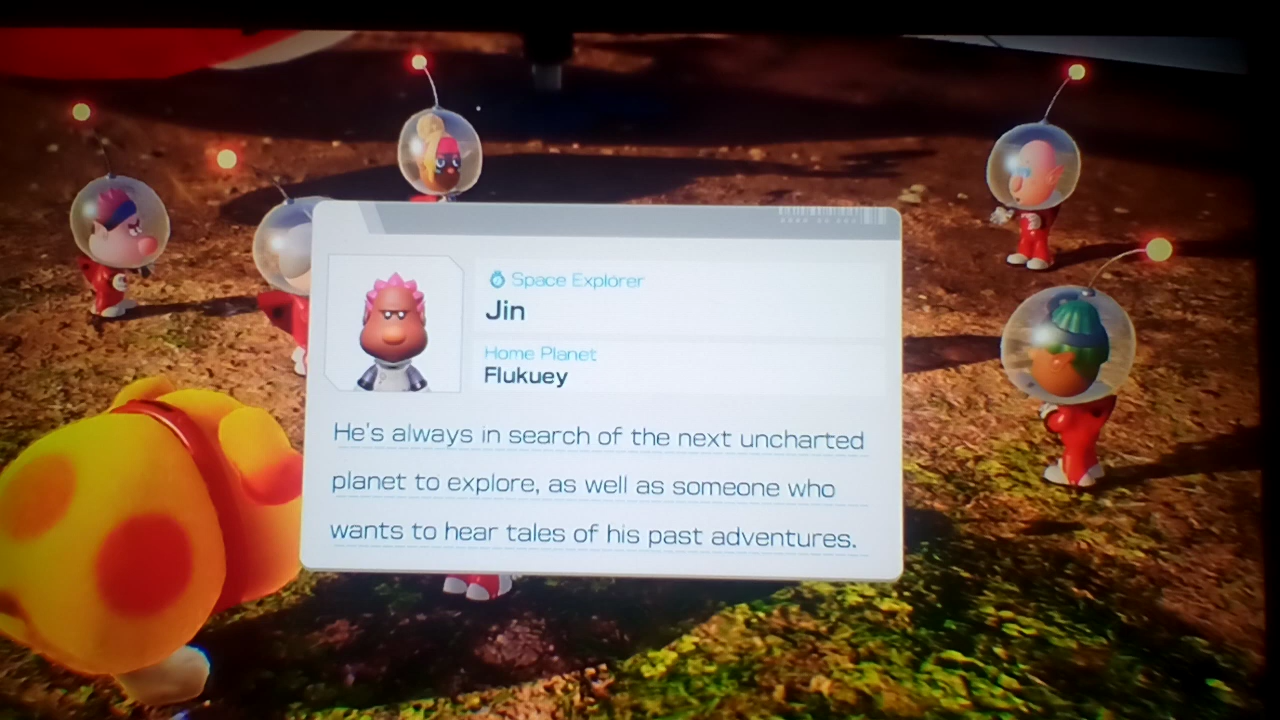 Space Explorer
Jin
Home Planet
Flukuey
He's always in search of the next uncharted
planet to explore, as well as someone who
wants to hear tales of his past adventures.